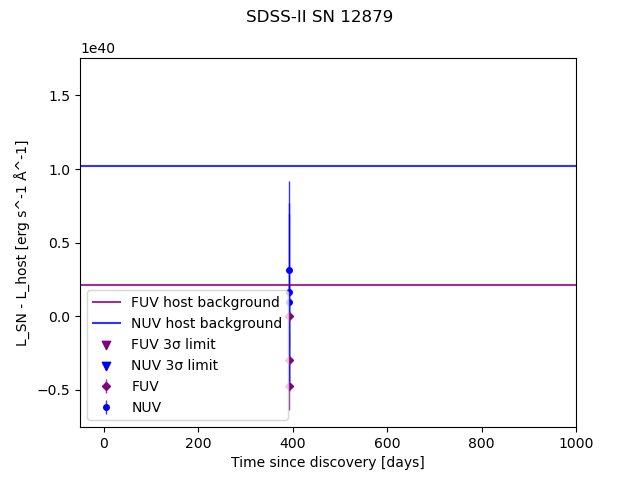 SDSS-II SN 12879
1e40
1.5
1.0
0.5
0.0
−0.5
L_SN - L_host [erg s^-1 Å^-1]
FUV host background
NUV host background
FUV 3σ limit
NUV 3σ limit
FUV
NUV
0 200 400 600 800 1000
Time since discovery [days]